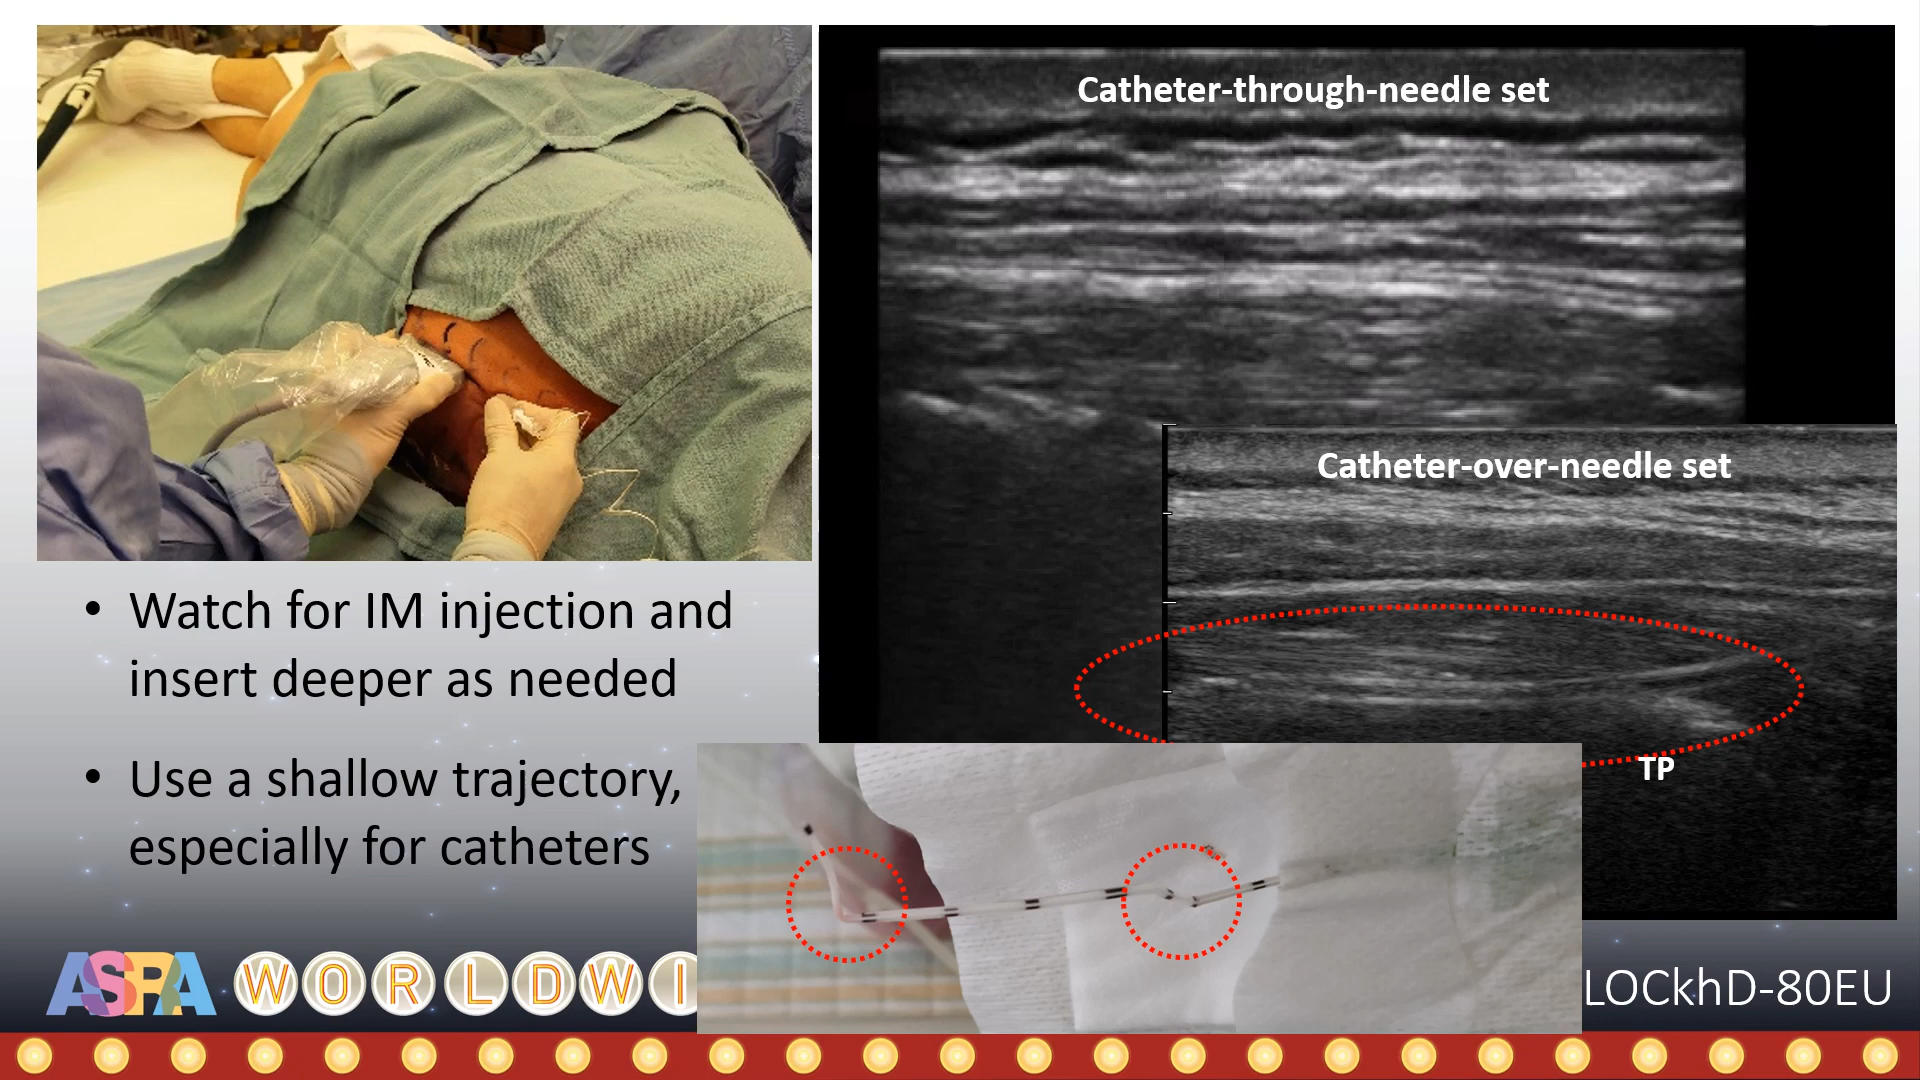 Catheter-through-needle set
Catheter-over-needle set
TP
• Watch for IM injection and
insert deeper as needed
• Use a shallow trajectory,
especially for catheters
ASRA WORLDWI
LOCkhD-80EU